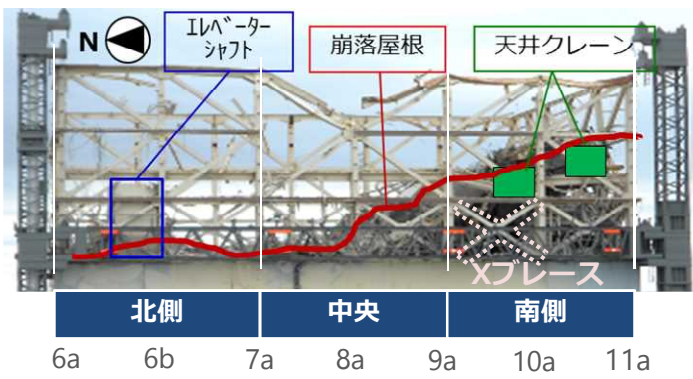 N
ｴﾚﾍﾞｰﾀｰ
ｼｬﾌﾄ
崩落屋根
天井クレーン
Xブレース
北側
中央
南側
6a
6b
7a
8a
9a
10a
11a